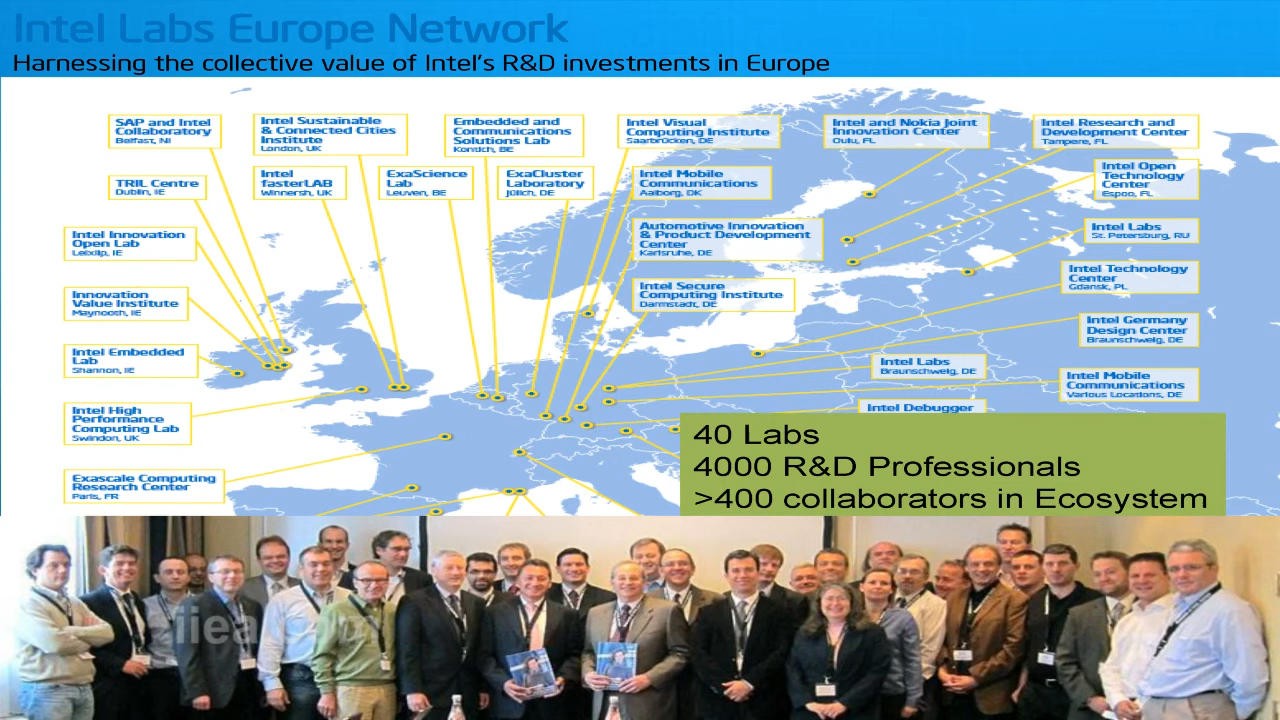 Intel Labs Europe Network
Harnessing the collective value of Intel's R&D investments in Europe
SAP and Intel
Collaboratory
Belfast, NI
Intel Sustainable
& Connected Cities
Institute
London, UK
Embedded and
Communications
Solutions Lab
Kontich, BE
Intel Visual
Computing Institute
Saarbrücken, DE
Intel and Nokia Joint
Innovation Center
Oulu, FL
Intel Research and
Development Center
Tampere, FL
TRIL Centre
Dublin, IE
Intel
fasterLAB
Winnersh, UK
ExaScience
Lab
Leuven, BE
ExaCluster
Laboratory
Jülich, DE
Intel Mobile
Communications
Aalborg, DK
Intel Open
Technology
Center
Espoo, FL
Intel Innovation
Open Lab
Leixlip, IE
Automotive Innovation
& Product Development
Center
Karlsruhe, DE
Intel Labs
St. Petersburg, RU
Innovation
Value Institute
Maynooth, IE
Intel Secure
Computing Institute
Darmstadt, DE
Intel Technology
Center
Gdansk, PL
Intel Germany
Design Center
Braunschweig, DE
Intel Embedded
Lab
Shannon, IE
Intel Labs
Braunschweig, DE
Intel Mobile
Communications
Various Locations, DE
Intel High
Performance
Computing Lab
Swindon, UK
Intel Debugger
Exascale Computing
Research Center
Paris, FR
40 Labs
4000 R&D Professionals
>400 collaborators in Ecosystem
iiea.com